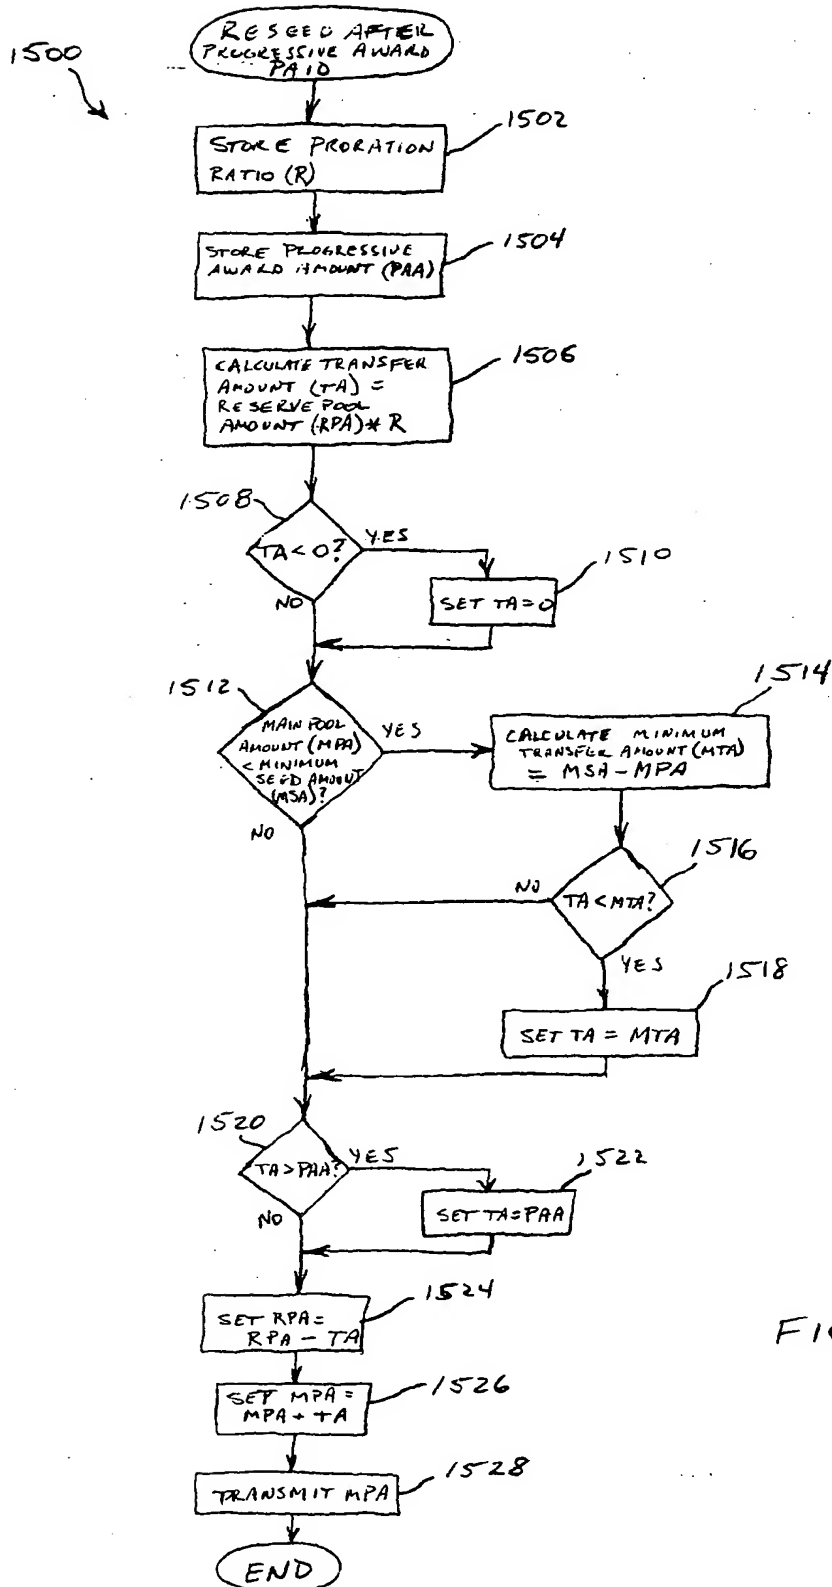 1500
RESEED AFTER
PROGRESSIVE AWARD
PAID
1502
STORE PRORATION
RATIO (R)
1504
STORE PROGRESSIVE
AWARD AMOUNT (PAA)
1506
CALCULATE TRANSFER
AMOUNT (TA) =
RESERVE POOL
AMOUNT (RPA) * R
1508
TA < 0?
YES
NO
1510
SET TA = 0
1512
MAIN POOL
AMOUNT (MPA)
< MINIMUM
SEED AMOUNT
(MSA)?
YES
NO
1514
CALCULATE MINIMUM
TRANSFER AMOUNT (MTA)
= MSA - MPA
1516
TA < MTA?
NO
YES
1518
SET TA = MTA
1520
TA > PAA?
YES
NO
1522
SET TA = PAA
1524
SET RPA =
RPA - TA
1526
SET MPA =
MPA + TA
1528
TRANSMIT MPA
END